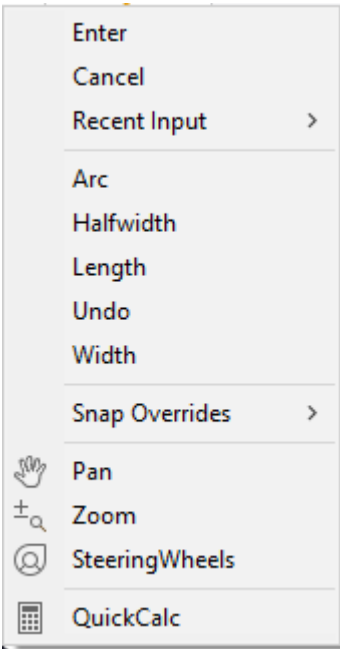 Enter
Cancel
Recent Input
Arc
Halfwidth
Length
Undo
Width
Snap Overrides
Pan
Zoom
SteeringWheels
QuickCalc